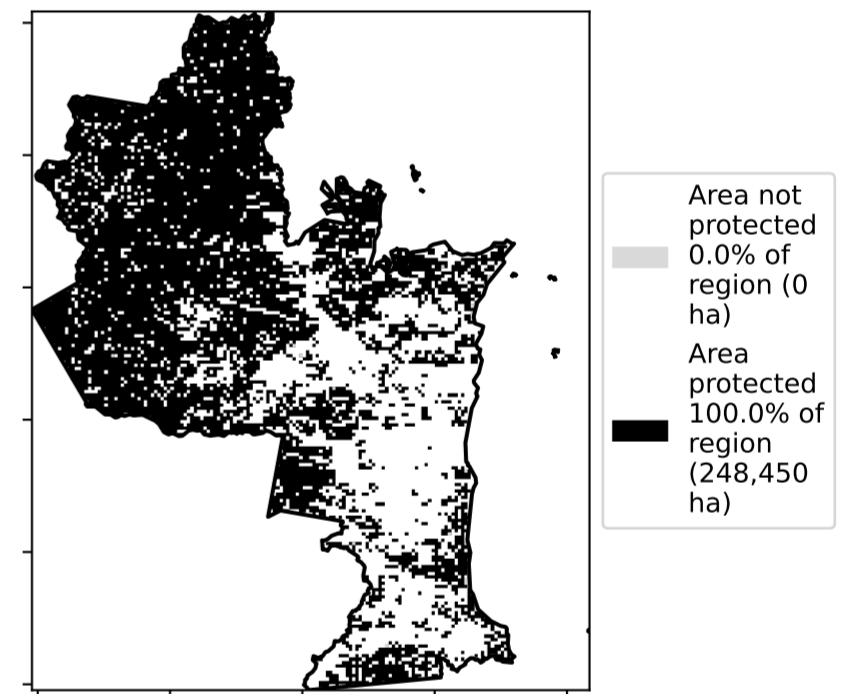 Area not
protected
0.0% of
region (0
ha)
Area
protected
100.0% of
region
(248,450
ha)